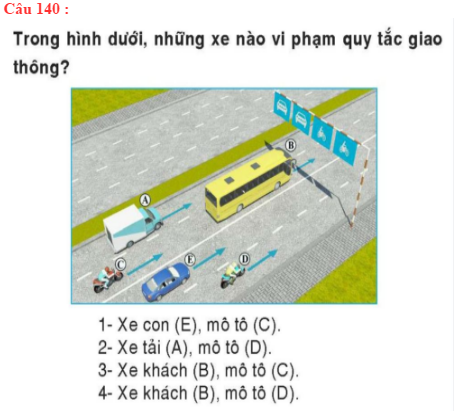 Câu 140 :
Trong hình dưới, những xe nào vi phạm quy tắc giao
thông?
B
A
C
E
D
1- Xe con (E), mô tô (C).
2- Xe tải (A), mô tô (D).
3- Xe khách (B), mô tô (C).
4- Xe khách (B), mô tô (D).